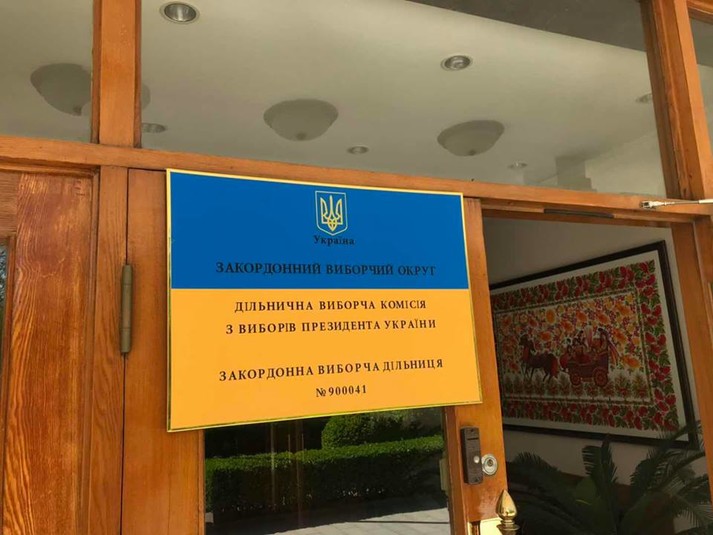 Україна
ЗАКОРДОННИЙ ВИБОРЧИЙ ОКРУГ
ДІЛЬНИЧНА ВИБОРЧА КОМІСІЯ
З ВИБОРІВ ПРЕЗИДЕНТА УКРАЇНИ
ЗАКОРДОННА ВИБОРЧА ДІЛЬНИЦЯ
№900041